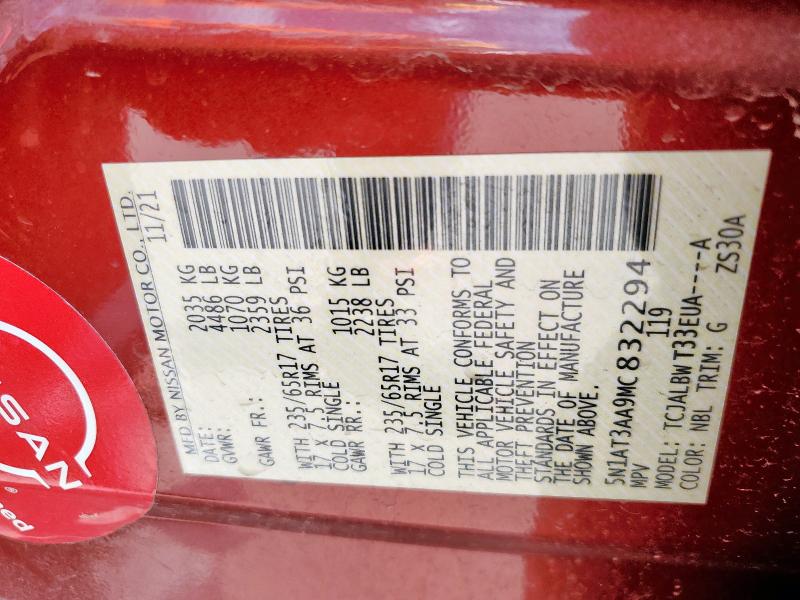 MFD BY NISSAN MOTOR CO., LTD.
DATE: 11/21
GVWR: 2035 KG
4486 LB
GAWR FR.: 1070 KG
2359 LB
WITH 235/65R17 TIRES
17 X 7.5 RIMS AT 36 PSI
COLD SINGLE
GAWR RR.: 1015 KG
2238 LB
WITH 235/65R17 TIRES
17 X 7.5 RIMS AT 33 PSI
COLD SINGLE
THIS VEHICLE CONFORMS TO
ALL APPLICABLE FEDERAL
MOTOR VEHICLE SAFETY AND
THEFT PREVENTION
STANDARDS IN EFFECT ON
THE DATE OF MANUFACTURE
SHOWN ABOVE.
5N1AT3AA9MC832294
MPV 119
MODEL: TCJALBWT33EUA----A
COLOR: NBL TRIM: G ZS30A